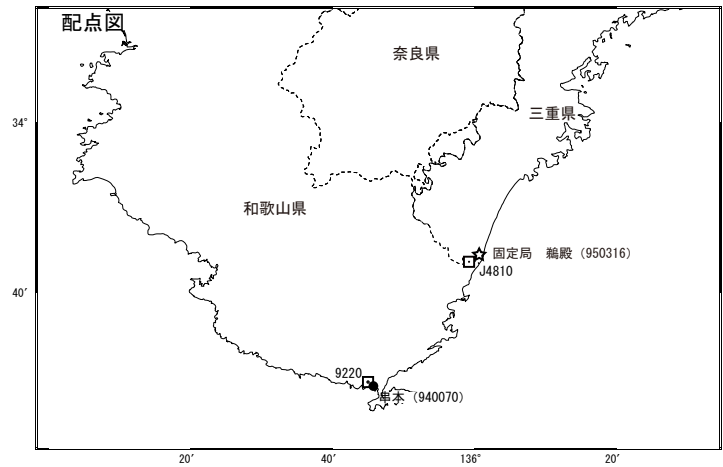 配点図
奈良県
34°
三重県
和歌山県
固定局 鵜殿（950316）
J4810
40′
9220
串本（940070）
20′ 40′ 136° 20′